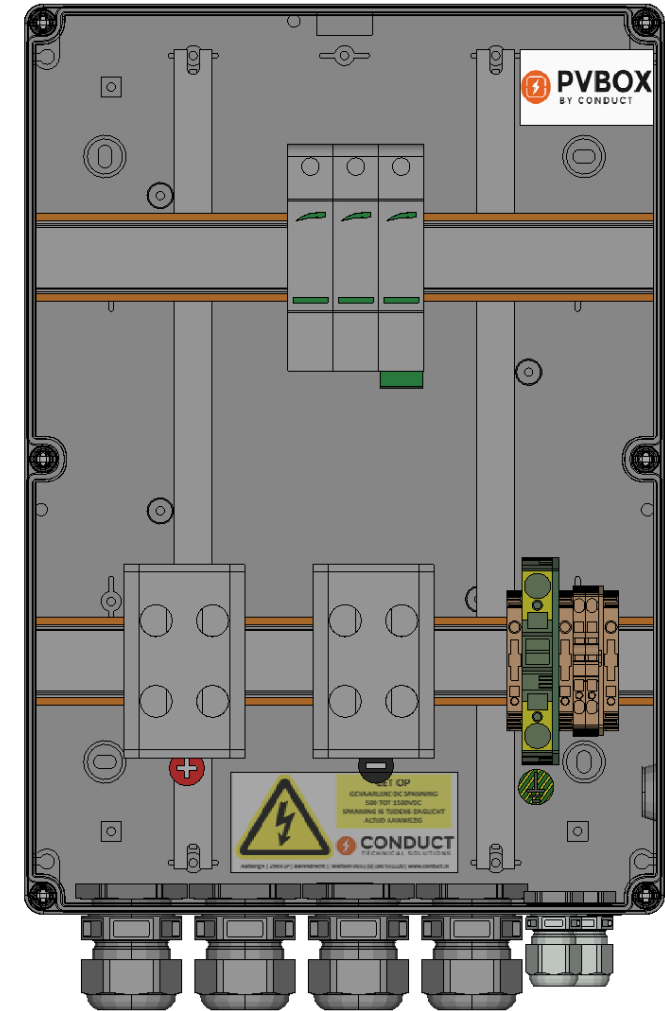 PVBOX
BY CONDUCT
LET OP
GEVAARLIJKE DC SPANNING
500 TOT 1500VDC
SPANNING IS TIJDENS DAGLICHT
ALTIJD AANWEZIG
CONDUCT
TECHNICAL SOLUTIONS